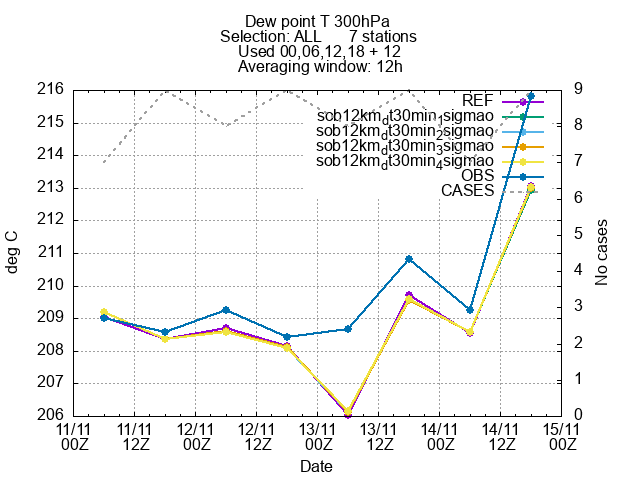 Dew point T 300hPa
Selection: ALL 7 stations
Used 00,06,12,18 + 12
Averaging window: 12h
216
215
214
213
212
211
210
209
208
207
206
deg C
9
8
7
6
5
4
3
2
1
0
No cases
REF
sob12km_dt30min_1sigmao
sob12km_dt30min_2sigmao
sob12km_dt30min_3sigmao
sob12km_dt30min_4sigmao
OBS
CASES
11/11 11/11 12/11 12/11 13/11 13/11 14/11 14/11 15/11
00Z 12Z 00Z 12Z 00Z 12Z 00Z 12Z 00Z
Date